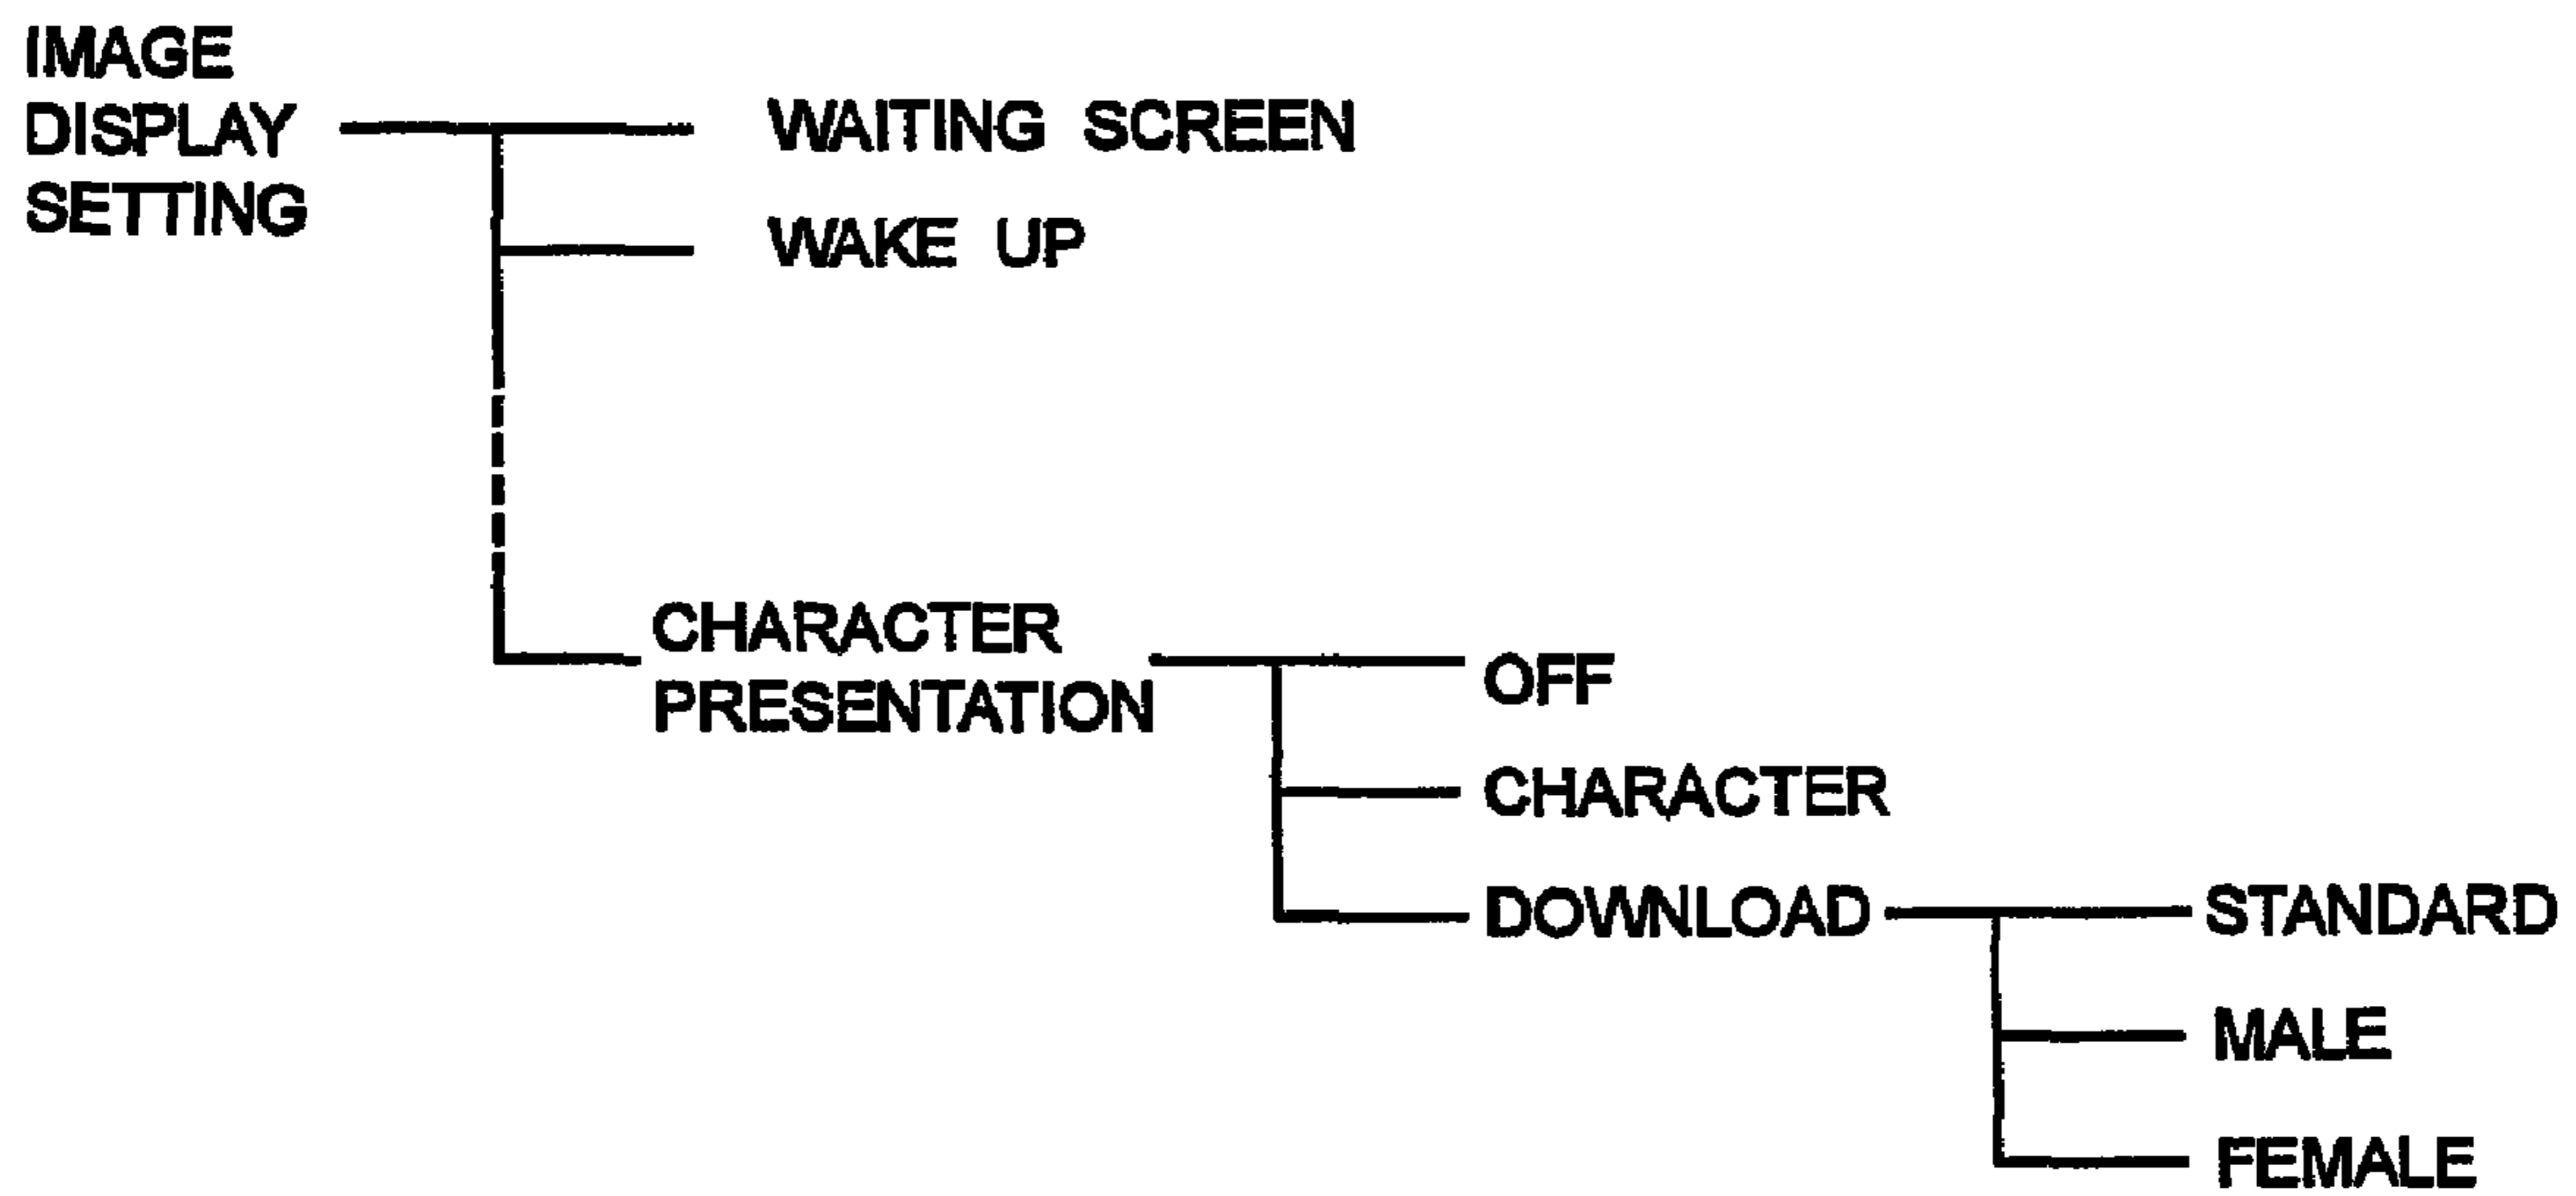 IMAGE
DISPLAY
SETTING
WAITING SCREEN
WAKE UP
CHARACTER
PRESENTATION
OFF
CHARACTER
DOWNLOAD
STANDARD
MALE
FEMALE